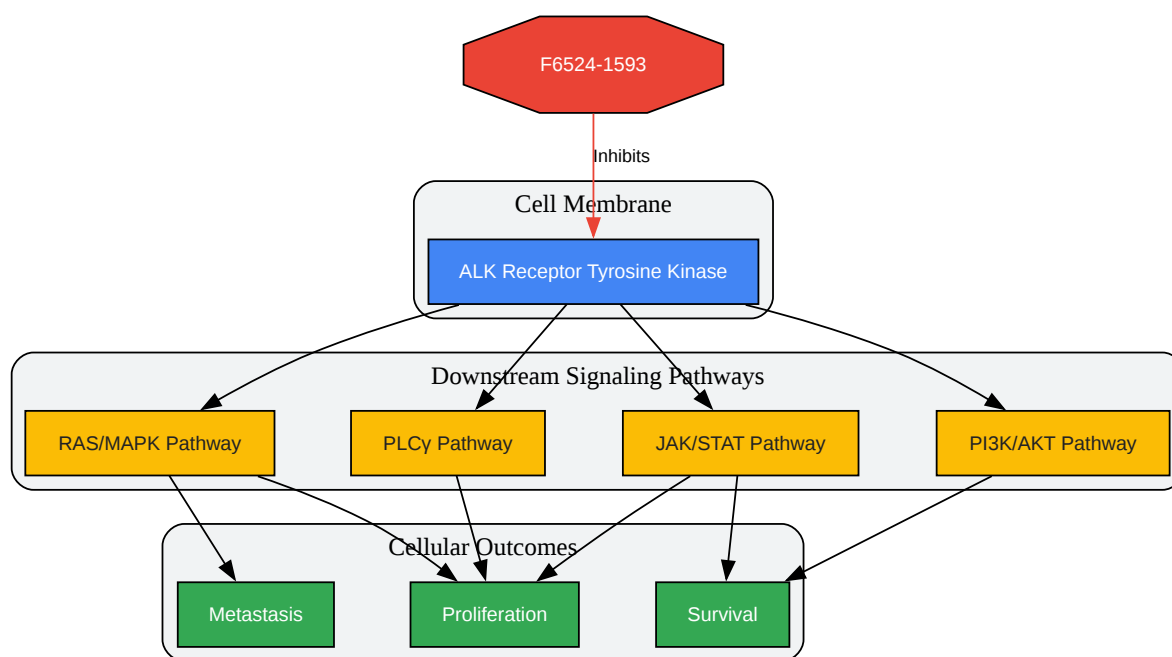 F6524-1593
Inhibits
Cell Membrane
ALK Receptor Tyrosine Kinase
Downstream Signaling Pathways
RAS/MAPK Pathway
PLCγ Pathway
JAK/STAT Pathway
PI3K/AKT Pathway
Cellular Outcomes
Metastasis
Proliferation
Survival